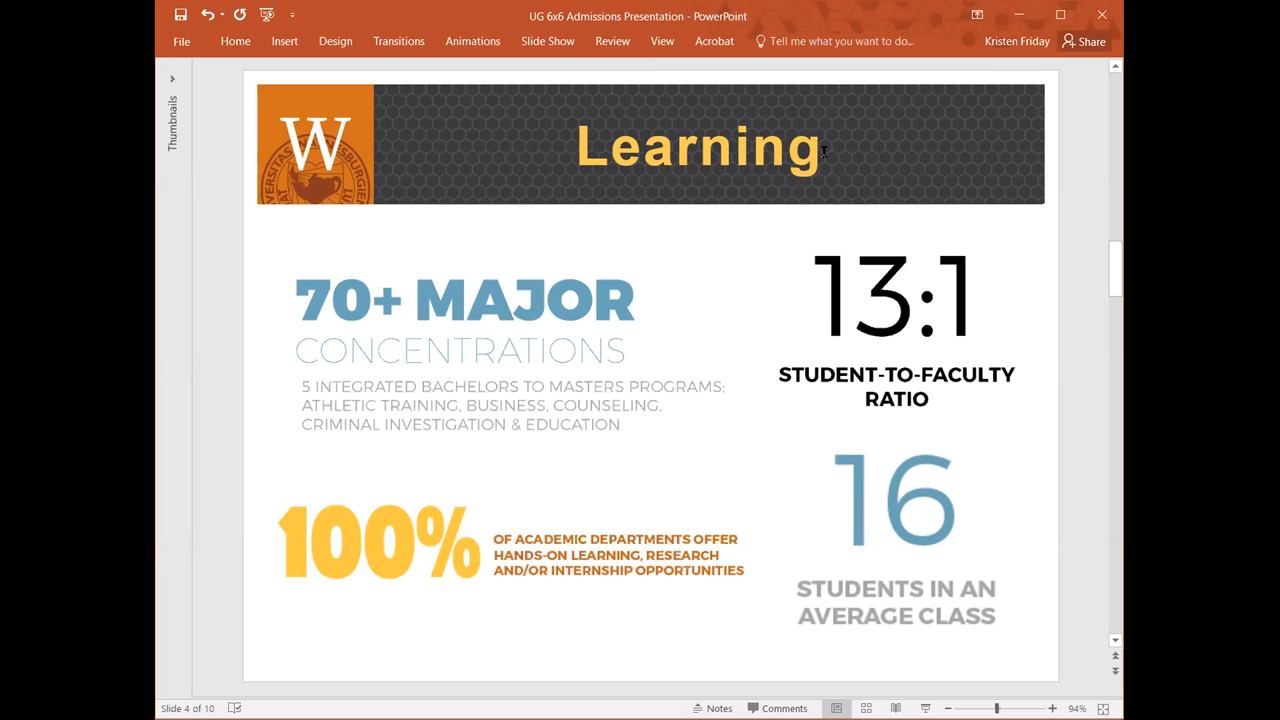 UG 6x6 Admissions Presentation - PowerPoint
File Home Insert Design Transitions Animations Slide Show Review View Acrobat Tell me what you want to do... Kristen Friday Share
Thumbnails
W
Learning
70+ MAJOR
CONCENTRATIONS
5 INTEGRATED BACHELORS TO MASTERS PROGRAMS:
ATHLETIC TRAINING, BUSINESS, COUNSELING,
CRIMINAL INVESTIGATION & EDUCATION
13:1
STUDENT-TO-FACULTY
RATIO
100%
OF ACADEMIC DEPARTMENTS OFFER
HANDS-ON LEARNING, RESEARCH
AND/OR INTERNSHIP OPPORTUNITIES
16
STUDENTS IN AN
AVERAGE CLASS
Slide 4 of 10 Notes Comments 94%